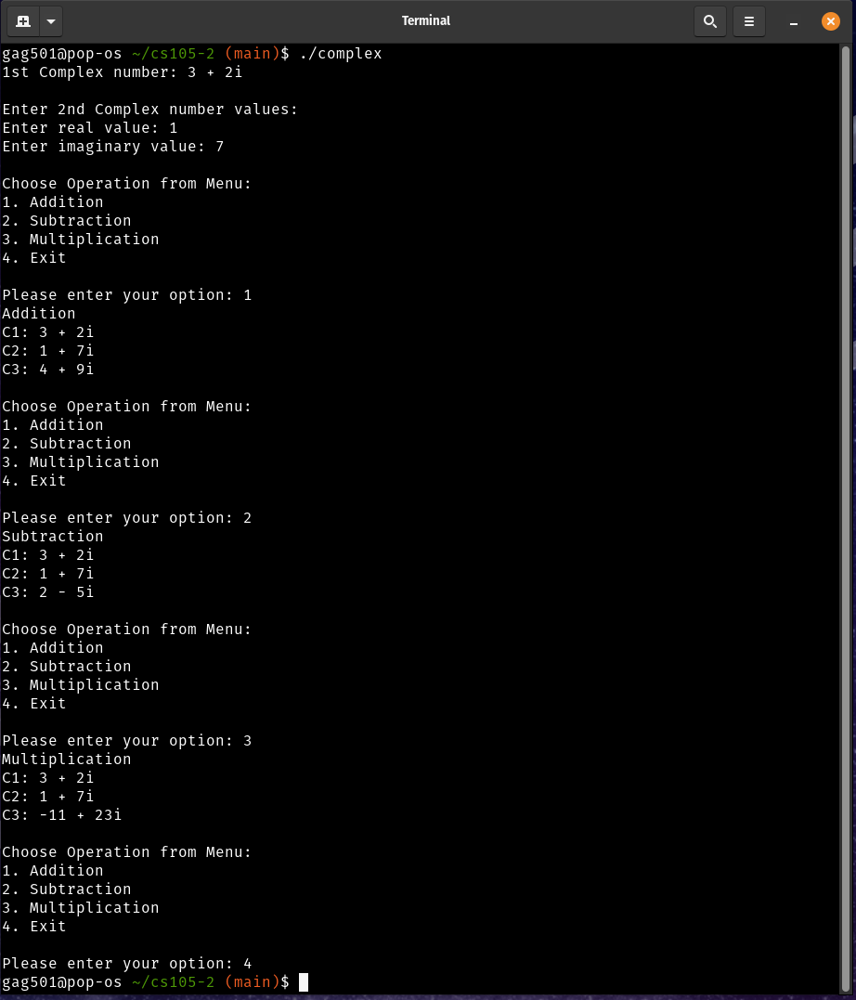 Terminal
gag501@pop-os ~/cs105-2 (main)$ ./complex
1st Complex number: 3 + 2i
Enter 2nd Complex number values:
Enter real value: 1
Enter imaginary value: 7
Choose Operation from Menu:
1. Addition
2. Subtraction
3. Multiplication
4. Exit
Please enter your option: 1
Addition
C1: 3 + 2i
C2: 1 + 7i
C3: 4 + 9i
Choose Operation from Menu:
1. Addition
2. Subtraction
3. Multiplication
4. Exit
Please enter your option: 2
Subtraction
C1: 3 + 2i
C2: 1 + 7i
C3: 2 - 5i
Choose Operation from Menu:
1. Addition
2. Subtraction
3. Multiplication
4. Exit
Please enter your option: 3
Multiplication
C1: 3 + 2i
C2: 1 + 7i
C3: -11 + 23i
Choose Operation from Menu:
1. Addition
2. Subtraction
3. Multiplication
4. Exit
Please enter your option: 4
gag501@pop-os ~/cs105-2 (main)$